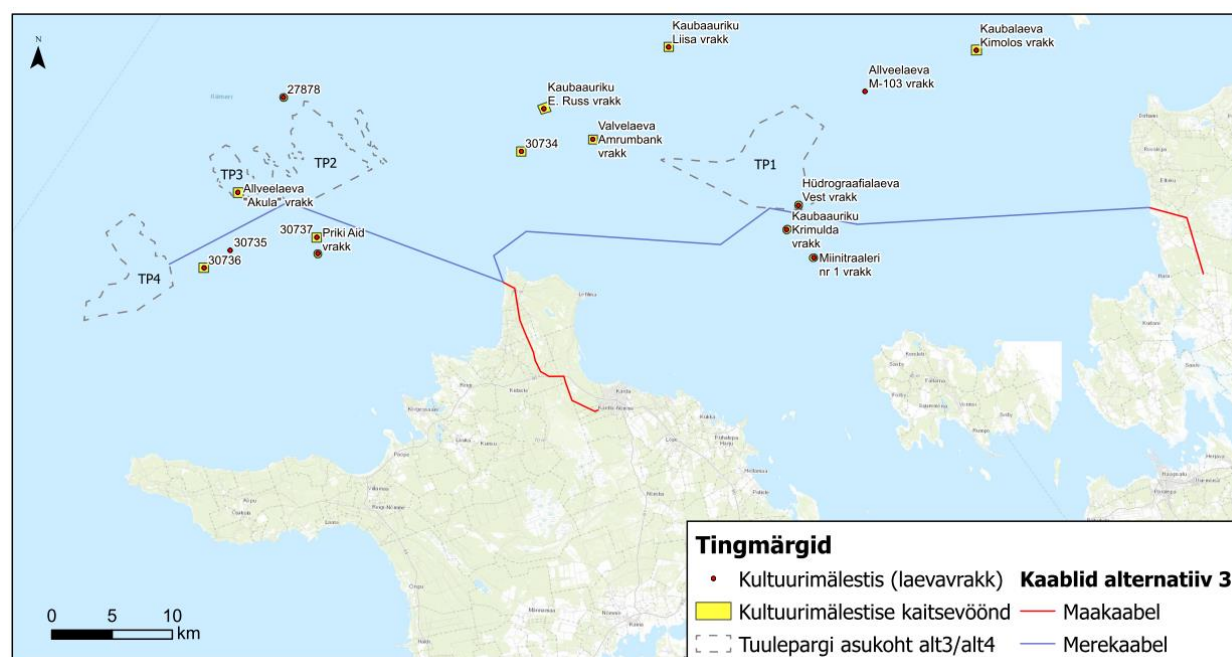 N
Kaubaauriku
Liisa vrakk
Kaubalaeva
Kimolos vrakk
Allveelaeva
M-103 vrakk
27878
Kaubaauriku
E. Russ vrakk
Valvelaeva
Amrumbank
vrakk
30734
TP1
TP2
TP3
Allveelaeva
"Akula" vrakk
Hüdrograafialaeva
Vest vrakk
Kaubaauriku
Krimulda
vrakk
Miinitraaleri
nr 1 vrakk
30737
Priki Aid
vrakk
30735
30736
TP4
0 5 10
km
Tingmärgid
Kultuurimälestis (laevavrakk)
Kultuurimälestise kaitsevöönd
Tuulepargi asukoht alt3/alt4
Kaablid alternatiiv 3
Maakaabel
Merekaabel